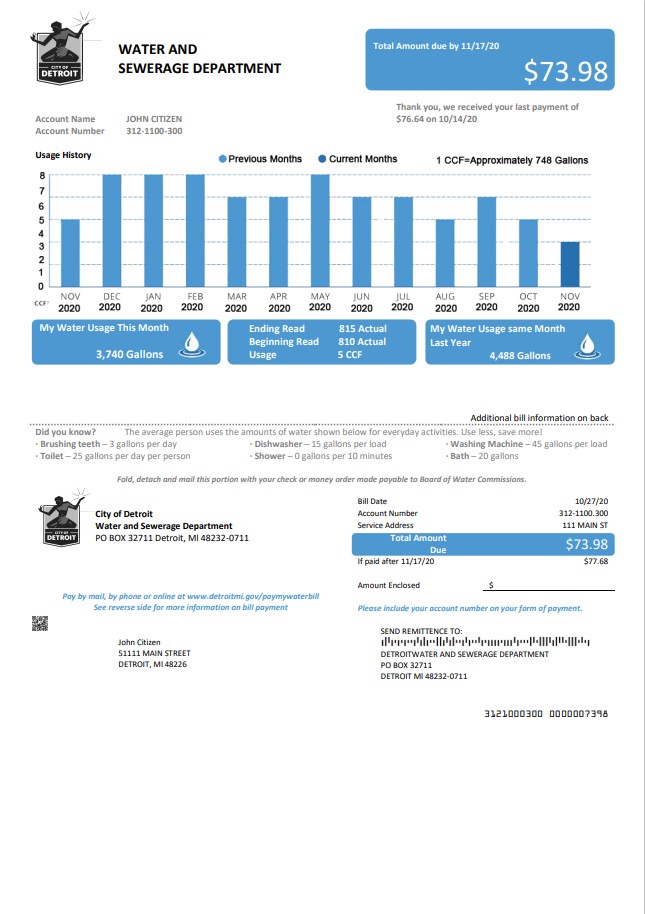 CITY OF
DETROIT
WATER AND
SEWERAGE DEPARTMENT
Total Amount due by 11/17/20
$73.98
Thank you, we received your last payment of
$76.64 on 10/14/20
Account Name JOHN CITIZEN
Account Number 312-1100-300
Usage History
Previous Months Current Months 1 CCF=Approximately 748 Gallons
8
7
6
5
4
3
2
1
0
CCF
NOV DEC JAN FEB MAR APR MAY JUN JUL AUG SEP OCT NOV
2020 2020 2020 2020 2020 2020 2020 2020 2020 2020 2020 2020 2020
My Water Usage This Month
3,740 Gallons
Ending Read 815 Actual
Beginning Read 810 Actual
Usage 5 CCF
My Water Usage same Month
Last Year
4,488 Gallons
Additional bill information on back
Did you know? The average person uses the amounts of water shown below for everyday activities. Use less, save more!
· Brushing teeth – 3 gallons per day · Dishwasher – 15 gallons per load · Washing Machine – 45 gallons per load
· Toilet – 25 gallons day per person · Shower – 0 gallons per 10 minutes · Bath – 20 gallons
Fold, detach and mail this portion with your check or money order made payable to Board of Water Commissions.
CITY OF
DETROIT
City of Detroit
Water and Sewerage Department
PO BOX 32711 Detroit, MI 48232-0711
Bill Date 10/27/20
Account Number 312-1100.300
Service Address 111 MAIN ST
Total Amount
Due
$73.98
If paid after 11/17/20 $77.68
Amount Enclosed $
Pay by mail, by phone or online at www.detroitmi.gov/paymywaterbill
See reverse side for more information on bill payment
Please include your account number on your form of payment.
John Citizen
51111 MAIN STREET
DETROIT, MI 48226
SEND REMITTANCE TO:
DETROITWATER AND SEWERAGE DEPARTMENT
PO BOX 32711
DETROIT MI 48232-0711
3121000300 0000007398